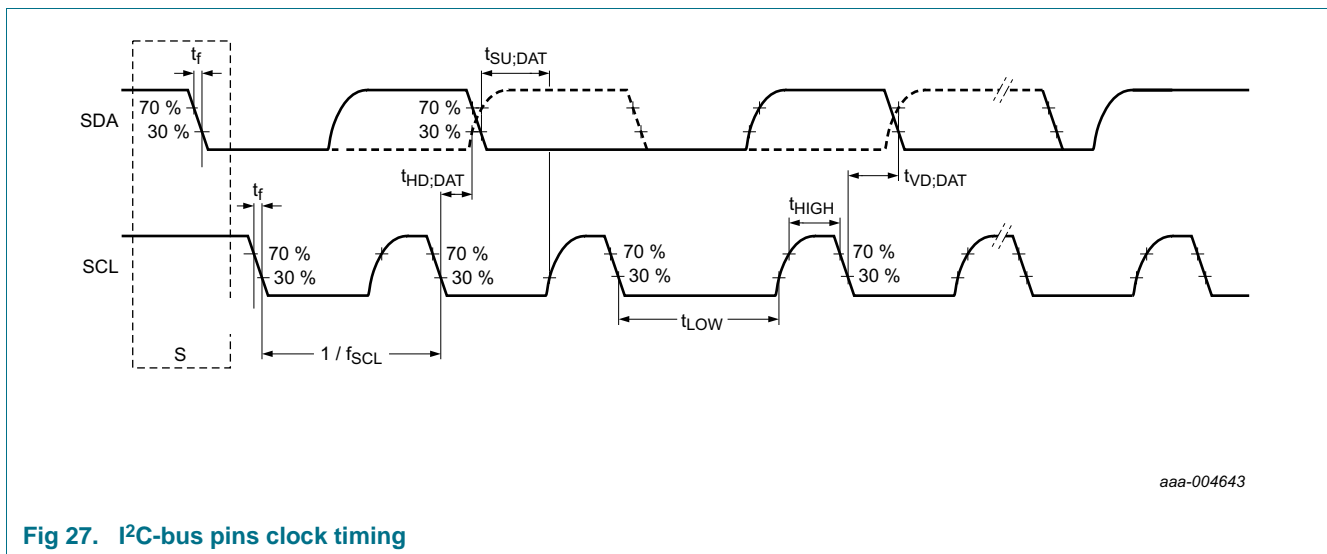 tf
tSU;DAT
70 %
30 %
70 %
30 %
SDA
tHD;DAT
tVD;DAT
tf
tHIGH
70 %
30 %
70 %
30 %
70 %
30 %
70 %
30 %
SCL
tLOW
S
1 / fSCL
aaa-004643
Fig 27. I²C-bus pins clock timing